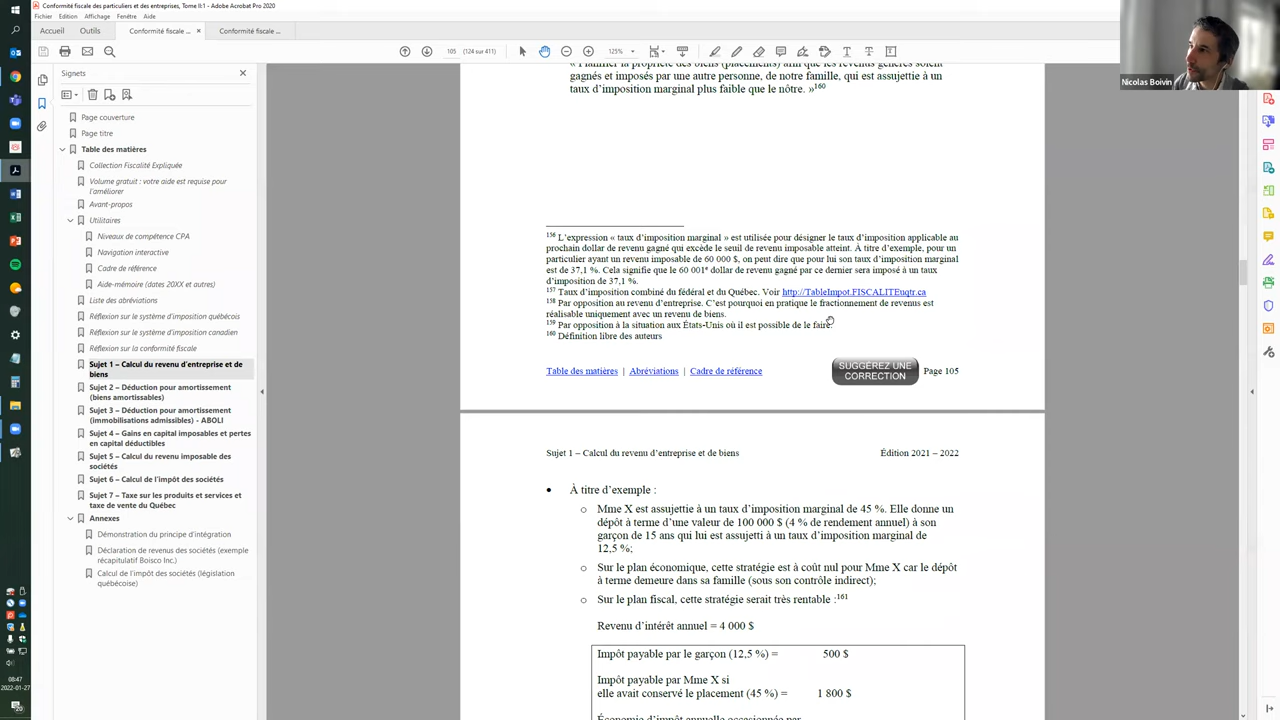 Conformité fiscale des particuliers et des entreprises, Tome II:1 - Adobe Acrobat Pro 2020
Fichier Edition Affichage Fenêtre Aide
Accueil Outils Conformité fiscale ... × Conformité fiscale ...
105 (124 sur 411) 125%
Signets
Page couverture
Page titre
Table des matières
Collection Fiscalité Expliquée
Volume gratuit : votre aide est requise pour
l'améliorer
Avant-propos
Utilitaires
Niveaux de compétence CPA
Navigation interactive
Cadre de référence
Aide-mémoire (dates 20XX et autres)
Liste des abréviations
Réflexion sur le système d'imposition québécois
Réflexion sur le système d'imposition canadien
Réflexion sur la conformité fiscale
Sujet 1 – Calcul du revenu d'entreprise et de
biens
Sujet 2 – Déduction pour amortissement
(biens amortissables)
Sujet 3 – Déduction pour amortissement
(immobilisations admissibles) - ABOLI
Sujet 4 – Gains en capital imposables et pertes
en capital déductibles
Sujet 5 – Calcul du revenu imposable des
sociétés
Sujet 6 – Calcul de l'impôt des sociétés
Sujet 7 – Taxe sur les produits et services et
taxe de vente du Québec
Annexes
Démonstration du principe d'intégration
Déclaration de revenus des sociétés (exemple
récapitulatif Boisco Inc.)
Calcul de l'impôt des sociétés (législation
québécoise)
« Planifier la propriété des biens (placements) afin que les revenus générés soient
gagnés et imposés par une autre personne, de notre famille, qui est assujettie à un
taux d'imposition marginal plus faible que le nôtre. »160
156 L'expression « taux d'imposition marginal » est utilisée pour désigner le taux d'imposition applicable au
prochain dollar de revenu gagné qui excède le seuil de revenu imposable atteint. À titre d'exemple, pour un
particulier ayant un revenu imposable de 60 000 $, on peut dire que pour lui son taux d'imposition marginal
est de 37,1 %. Cela signifie que le 60 001e dollar de revenu gagné par ce dernier sera imposé à un taux
d'imposition de 37,1 %.
157 Taux d'imposition combiné du fédéral et du Québec. Voir http://TableImpot.FISCALITEuqtr.ca
158 Par opposition au revenu d'entreprise. C'est pourquoi en pratique le fractionnement de revenus est
réalisable uniquement avec un revenu de biens.
159 Par opposition à la situation aux États-Unis où il est possible de le faire.
160 Définition libre des auteurs
Table des matières | Abréviations | Cadre de référence
SUGGÉREZ UNE
CORRECTION
Page 105
Sujet 1 – Calcul du revenu d'entreprise et de biens Édition 2021 – 2022
• À titre d'exemple :
o Mme X est assujettie à un taux d'imposition marginal de 45 %. Elle donne un
dépôt à terme d'une valeur de 100 000 $ (4 % de rendement annuel) à son
garçon de 15 ans qui lui est assujetti à un taux d'imposition marginal de
12,5 %;
o Sur le plan économique, cette stratégie est à coût nul pour Mme X car le dépôt
à terme demeure dans sa famille (sous son contrôle indirect);
o Sur le plan fiscal, cette stratégie serait très rentable :161
Revenu d'intérêt annuel = 4 000 $
Impôt payable par le garçon (12,5 %) = 500 $
Impôt payable par Mme X si
elle avait conservé le placement (45 %) = 1 800 $
Économie d'impôt annuelle occasionnée par
Nicolas Boivin
08:47
2022-01-27